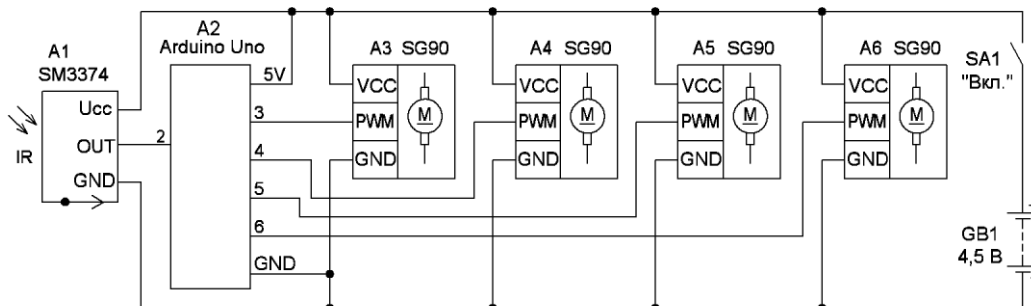 A1
SM3374
IR
Ucc
OUT
GND
2
A2
Arduino Uno
5V
3
4
5
6
GND
A3 SG90
VCC
PWM
GND
M
A4 SG90
VCC
PWM
GND
M
A5 SG90
VCC
PWM
GND
M
A6 SG90
VCC
PWM
GND
M
SA1
"Вкл."
GB1
4,5 В